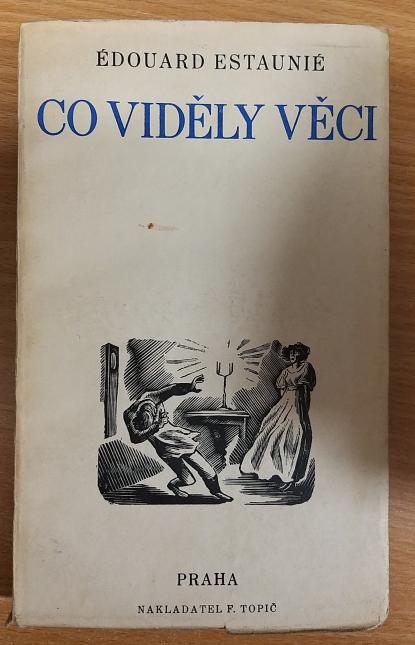 ÉDOUARD ESTAUNIÉ
CO VIDĚLY VĚCI
PRAHA
NAKLADATEL F. TOPIČ